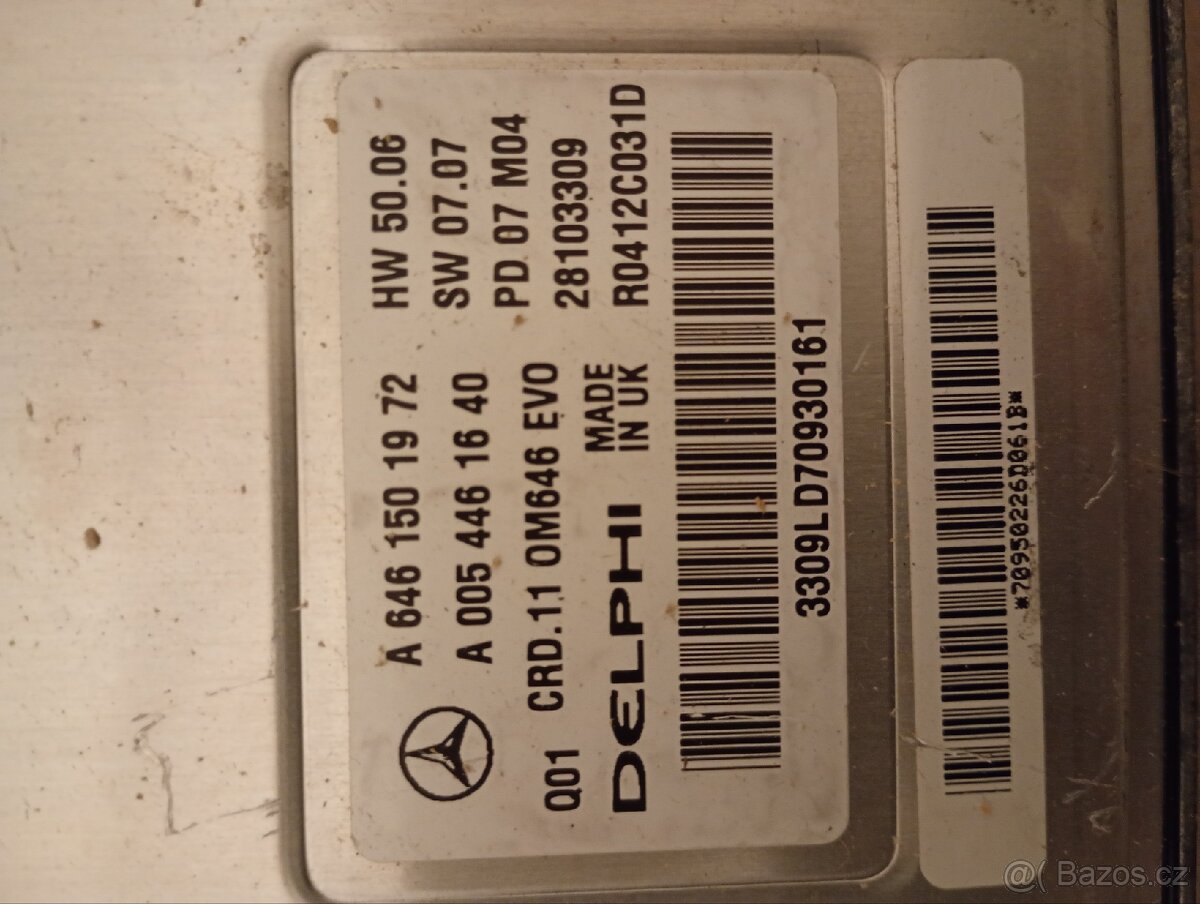 A 646 150 19 72 HW 50.06
A 005 446 16 40 SW 07.07
Q01 CRD.11 OM646 EVO PD 07 M04
DELPHI MADE IN UK 28103309
R0412C031D
3309LD70930161
*70950226D061B*
@( Bazos.cz